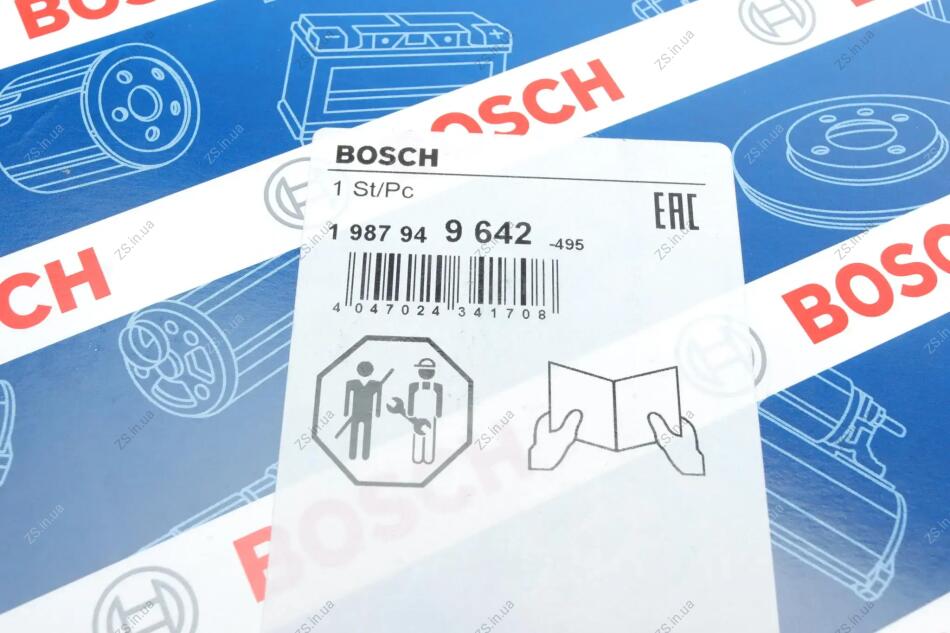 BOSCH
BOSCH
BOSCH
1 St/Pc
EAC
1 987 94 9 642 -495
4 047024 341708
BOSCH
BOSCH
BOSCH
ZS.in.ua